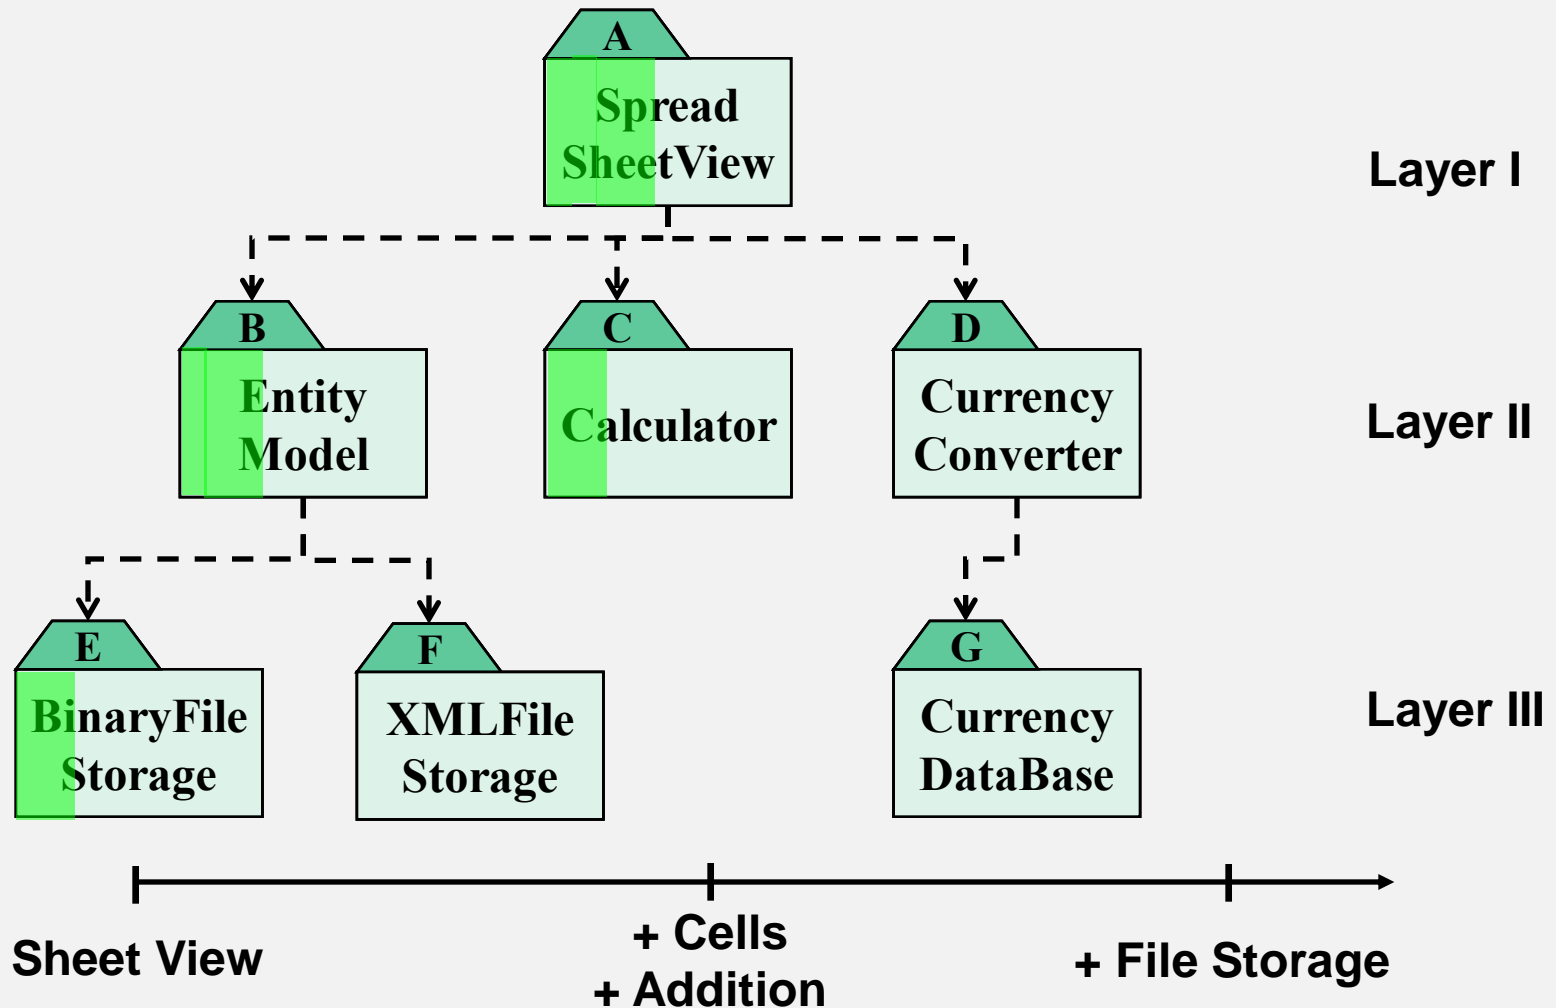 A
Spread
SheetView
Layer I
B
Entity
Model
C
Calculator
D
Currency
Converter
Layer II
E
BinaryFile
Storage
F
XMLFile
Storage
G
Currency
DataBase
Layer III
Sheet View
+ Cells
+ Addition
+ File Storage